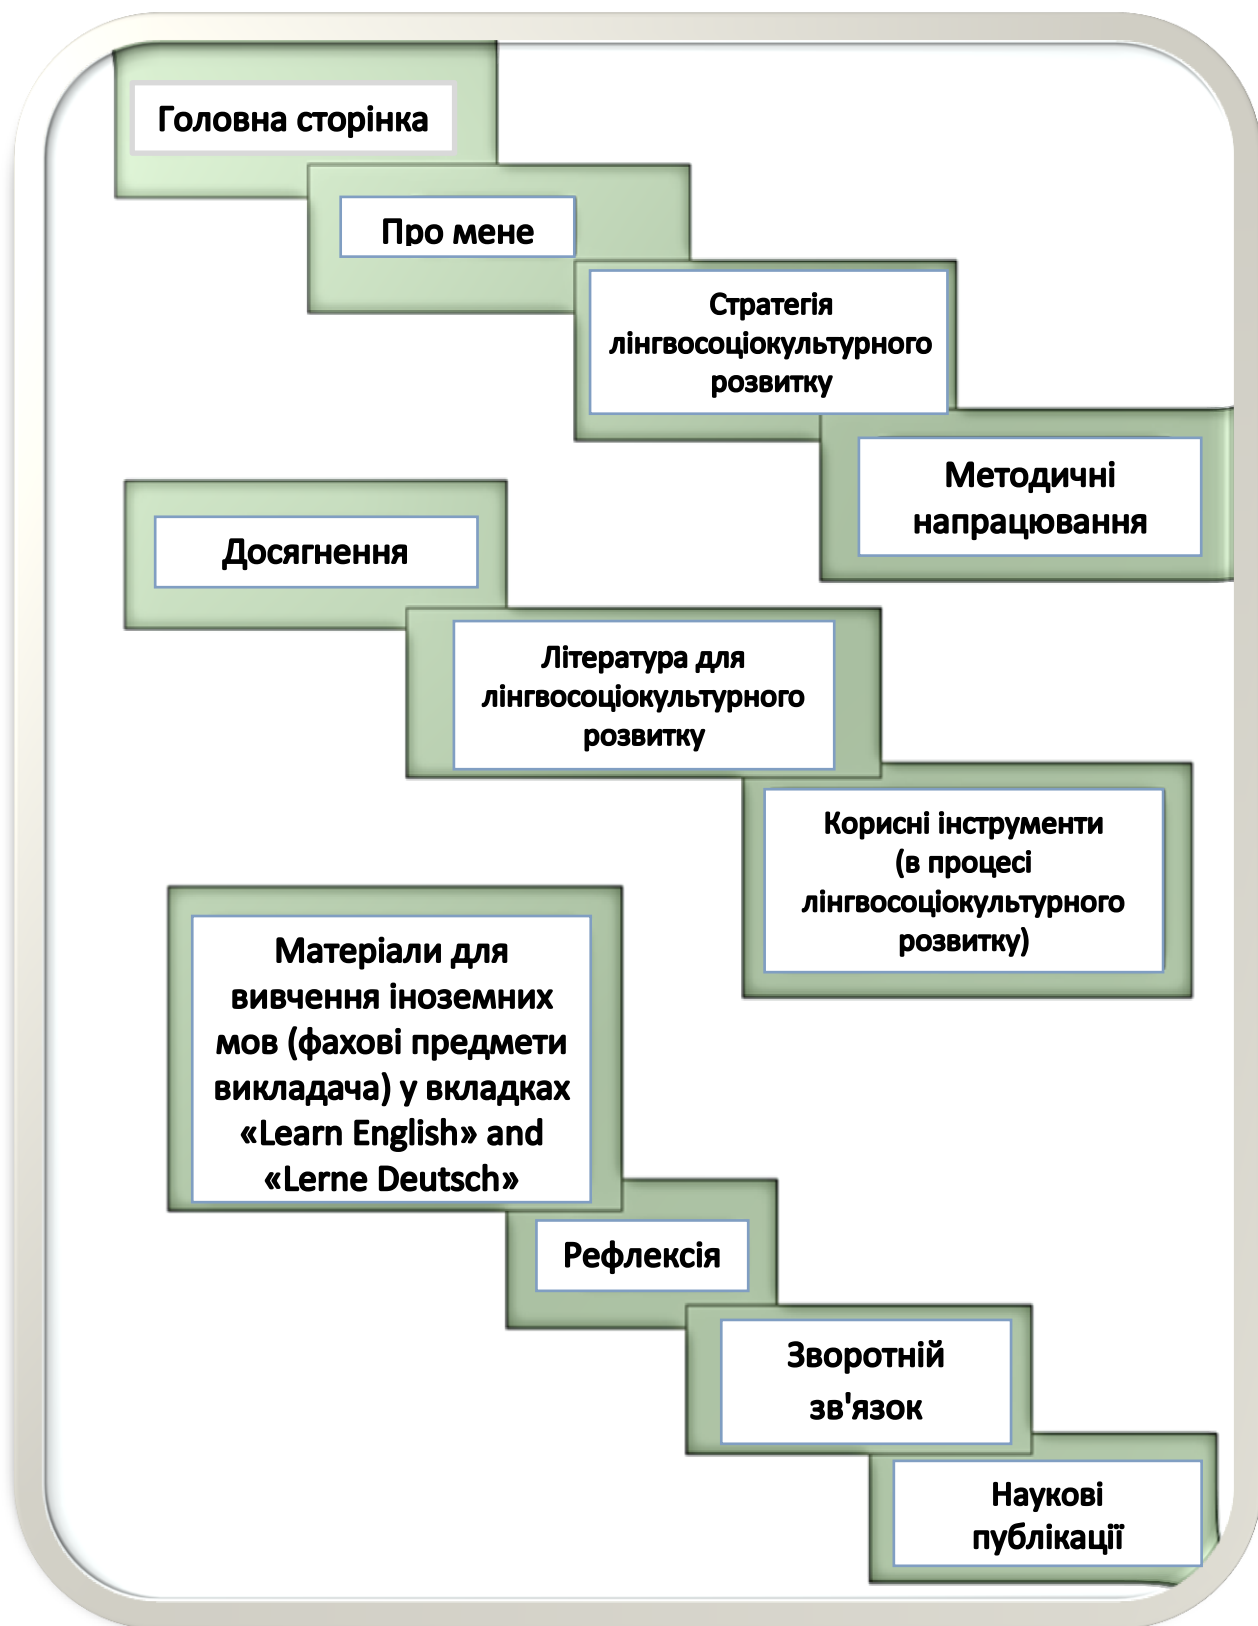 Головна сторінка
Про мене
Стратегія
лінгвосоціокультурного
розвитку
Методичні
напрацювання
Досягнення
Література для
лінгвосоціокультурного
розвитку
Корисні інструменти
(в процесі
лінгвосоціокультурного
розвитку)
Матеріали для
вивчення іноземних
мов (фахові предмети
викладача) у вкладках
«Learn English» and
«Lerne Deutsch»
Рефлексія
Зворотній
зв'язок
Наукові
публікації